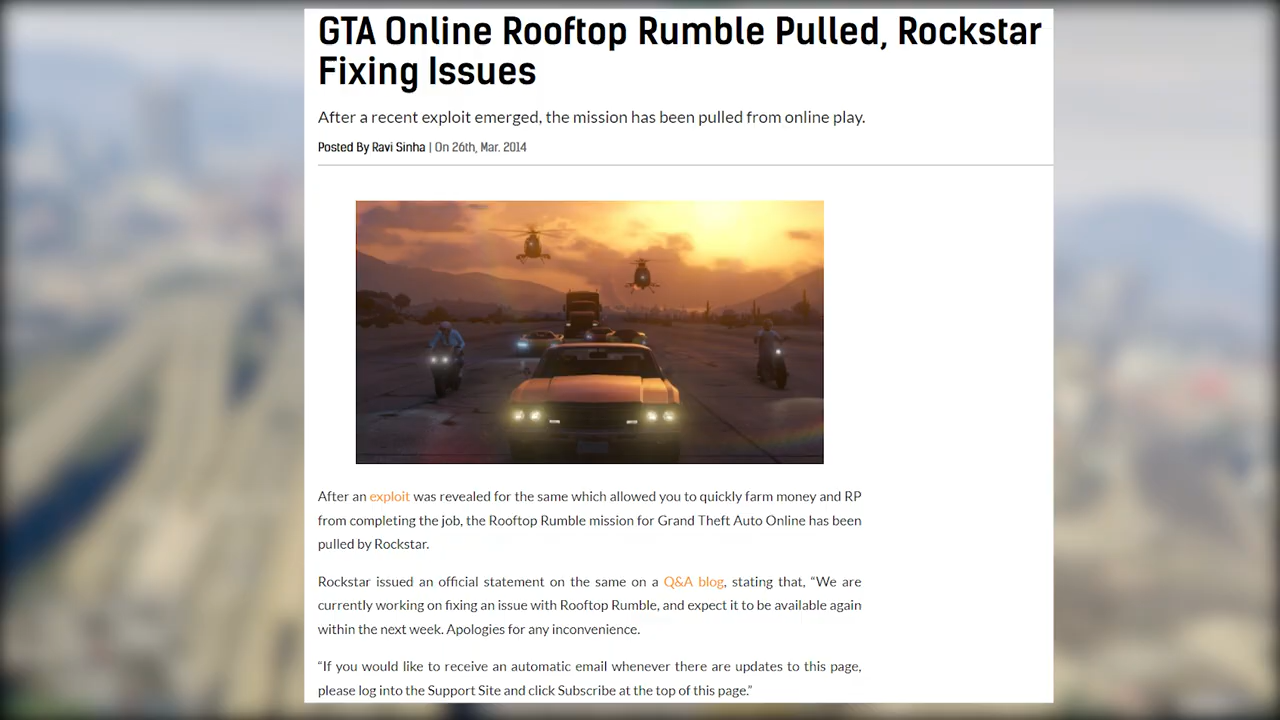 GTA Online Rooftop Rumble Pulled, Rockstar
Fixing Issues
After a recent exploit emerged, the mission has been pulled from online play.
Posted By Ravi Sinha | On 26th, Mar. 2014
After an exploit was revealed for the same which allowed you to quickly farm money and RP
from completing the job, the Rooftop Rumble mission for Grand Theft Auto Online has been
pulled by Rockstar.
Rockstar issued an official statement on the same on a Q&A blog, stating that, “We are
currently working on fixing an issue with Rooftop Rumble, and expect it to be available again
within the next week. Apologies for any inconvenience.
“If you would like to receive an automatic email whenever there are updates to this page,
please log into the Support Site and click Subscribe at the top of this page.”